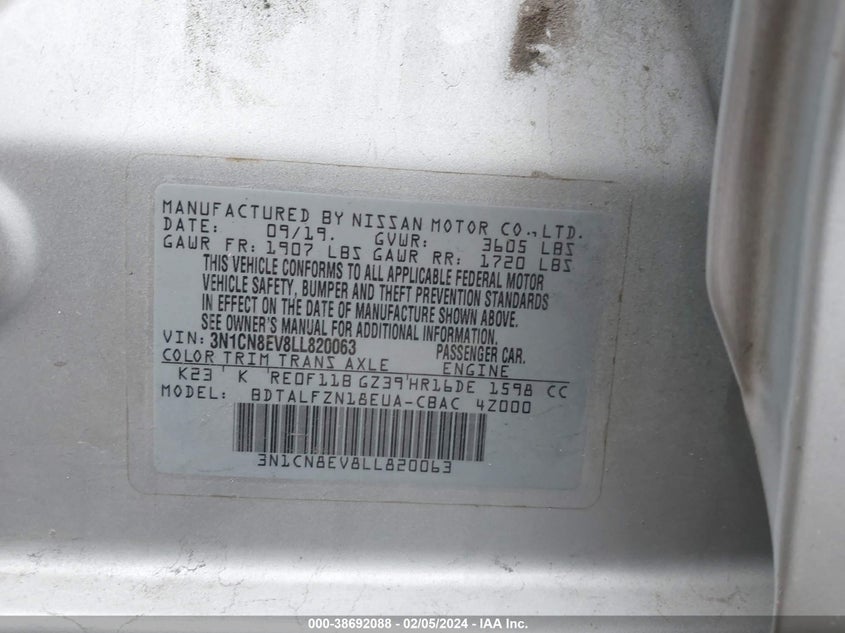 MANUFACTURED BY NISSAN MOTOR CO.,LTD.
DATE: 09/19. GVWR: 3605 LBS
GAWR FR: 1907 LBS GAWR RR: 1720 LBS
THIS VEHICLE CONFORMS TO ALL APPLICABLE FEDERAL MOTOR
VEHICLE SAFETY, BUMPER AND THEFT PREVENTION STANDARDS
IN EFFECT ON THE DATE OF MANUFACTURE SHOWN ABOVE.
SEE OWNER'S MANUAL FOR ADDITIONAL INFORMATION.
VIN: 3N1CN8EV8LL820063 PASSENGER CAR.
COLOR TRIM TRANS AXLE ENGINE
K23 K RE0F11B GZ39 HR16DE 1598 CC
MODEL: BDTALFZN18EUA-CBAC 4Z000
3N1CN8EV8LL820063
000-38692088 - 02/05/2024 - IAA Inc.